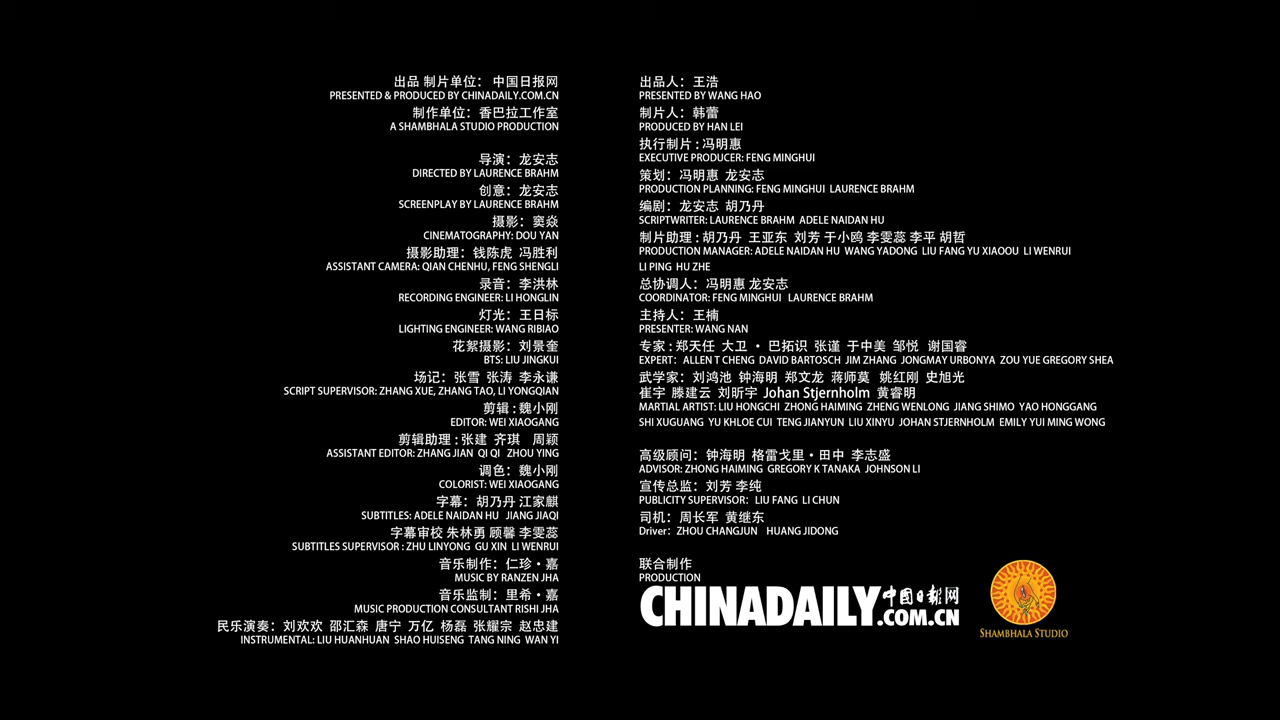 出品 制片单位: 中国日报网
PRESENTED & PRODUCED BY CHINADAILY.COM.CN
制作单位: 香巴拉工作室
A SHAMBHALA STUDIO PRODUCTION
导演: 龙安志
DIRECTED BY LAURENCE BRAHM
创意: 龙安志
SCREENPLAY BY LAURENCE BRAHM
摄影: 窦焱
CINEMATOGRAPHY: DOU YAN
摄影助理: 钱陈虎 冯胜利
ASSISTANT CAMERA: QIAN CHENHU, FENG SHENGLI
录音: 李洪林
RECORDING ENGINEER: LI HONGLIN
灯光: 王日标
LIGHTING ENGINEER: WANG RIBIAO
花絮摄影: 刘景奎
BTS: LIU JINGKUI
场记: 张雪 张涛 李永谦
SCRIPT SUPERVISOR: ZHANG XUE, ZHANG TAO, LI YONGQIAN
剪辑 : 魏小刚
EDITOR: WEI XIAOGANG
剪辑助理 : 张建 齐琪 周颖
ASSISTANT EDITOR: ZHANG JIAN QI QI ZHOU YING
调色: 魏小刚
COLORIST: WEI XIAOGANG
字幕: 胡乃丹 江家麒
SUBTITLES: ADELE NAIDAN HU JIANG JIAQI
字幕审校 朱林勇 顾馨 李雯蕊
SUBTITLES SUPERVISOR : ZHU LINYONG GU XIN LI WENRUI
音乐制作: 仁珍·嘉
MUSIC BY RANZEN JHA
音乐监制: 里希·嘉
MUSIC PRODUCTION CONSULTANT RISHI JHA
民乐演奏: 刘欢欢 邵汇森 唐宁 万亿 杨磊 张耀宗 赵忠建
INSTRUMENTAL: LIU HUANHUAN SHAO HUISENG TANG NING WAN YI
出品人: 王浩
PRESENTED BY WANG HAO
制片人: 韩蕾
PRODUCED BY HAN LEI
执行制片 : 冯明惠
EXECUTIVE PRODUCER: FENG MINGHUI
策划: 冯明惠 龙安志
PRODUCTION PLANNING: FENG MINGHUI LAURENCE BRAHM
编剧: 龙安志 胡乃丹
SCRIPTWRITER: LAURENCE BRAHM ADELE NAIDAN HU
制片助理 : 胡乃丹 王亚东 刘芳 于小鸥 李雯蕊 李平 胡哲
PRODUCTION MANAGER: ADELE NAIDAN HU WANG YADONG LIU FANG YU XIAOOU LI WENRUI
LI PING HU ZHE
总协调人: 冯明惠 龙安志
COORDINATOR: FENG MINGHUI LAURENCE BRAHM
主持人: 王楠
PRESENTER: WANG NAN
专家 : 郑天任 大卫 · 巴拓识 张谨 于中美 邹悦 谢国睿
EXPERT: ALLEN T CHENG DAVID BARTOSCH JIM ZHANG JONGMAY URBONYA ZOU YUE GREGORY SHEA
武学家: 刘鸿池 钟海明 郑文龙 蒋师莫 姚红刚 史旭光
崔宇 滕建云 刘昕宇 Johan Stjernholm 黄睿明
MARTIAL ARTIST: LIU HONGCHI ZHONG HAIMING ZHENG WENLONG JIANG SHIMO YAO HONGGANG
SHI XUGUANG YU KHLOE CUI TENG JIANYUN LIU XINYU JOHAN STJERNHOLM EMILY YUI MING WONG
高级顾问: 钟海明 格雷戈里·田中 李志盛
ADVISOR: ZHONG HAIMING GREGORY K TANAKA JOHNSON LI
宣传总监: 刘芳 李纯
PUBLICITY SUPERVISOR: LIU FANG LI CHUN
司机: 周长军 黄继东
Driver: ZHOU CHANGJUN HUANG JIDONG
联合制作
PRODUCTION
CHINADAILY 中国日报网
.COM.CN
SHAMBHALA STUDIO